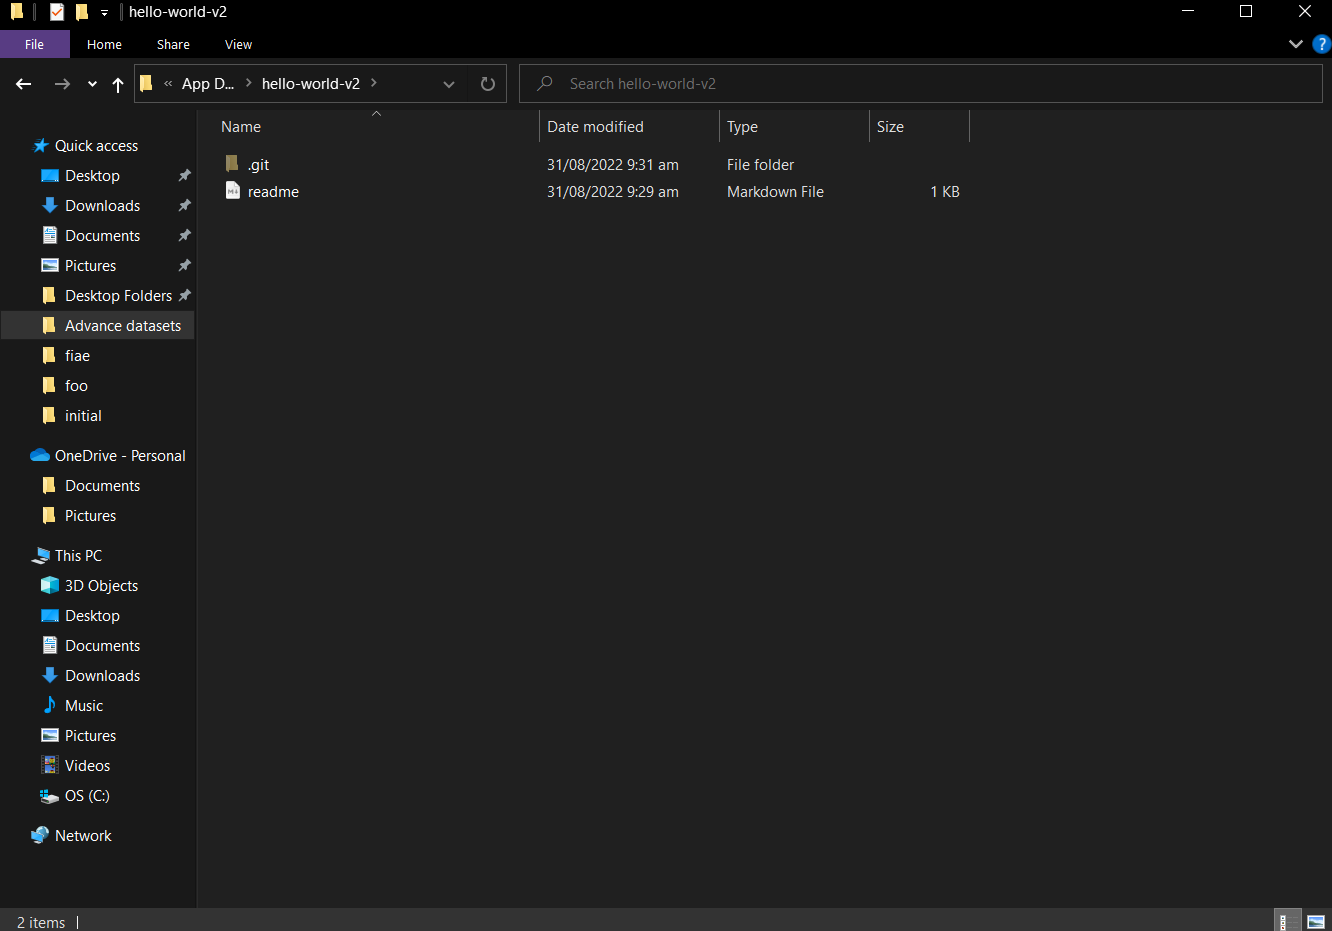 hello-world-v2
File Home Share View
« App D... > hello-world-v2 > Search hello-world-v2
Name Date modified Type Size
.git 31/08/2022 9:31 am File folder
readme 31/08/2022 9:29 am Markdown File 1 KB
Quick access
Desktop
Downloads
Documents
Pictures
Desktop Folders
Advance datasets
fiae
foo
initial
OneDrive - Personal
Documents
Pictures
This PC
3D Objects
Desktop
Documents
Downloads
Music
Pictures
Videos
OS (C:)
Network
2 items